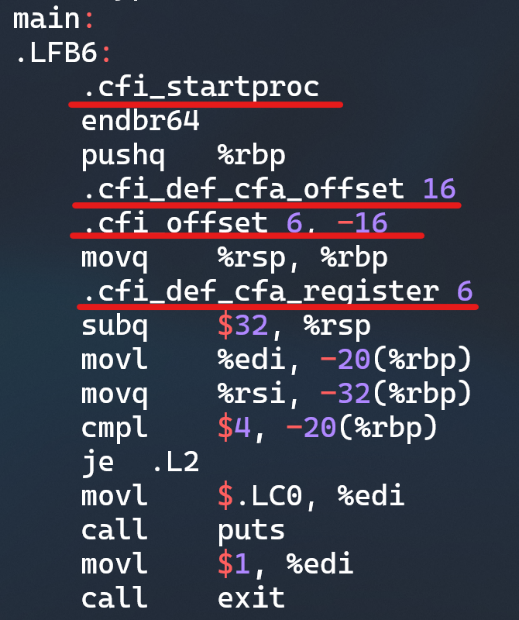 main:
.LFB6:
.cfi_startproc
endbr64
pushq %rbp
.cfi_def_cfa_offset 16
.cfi_offset 6, -16
movq %rsp, %rbp
.cfi_def_cfa_register 6
subq $32, %rsp
movl %edi, -20(%rbp)
movq %rsi, -32(%rbp)
cmpl $4, -20(%rbp)
je .L2
movl $.LC0, %edi
call puts
movl $1, %edi
call exit